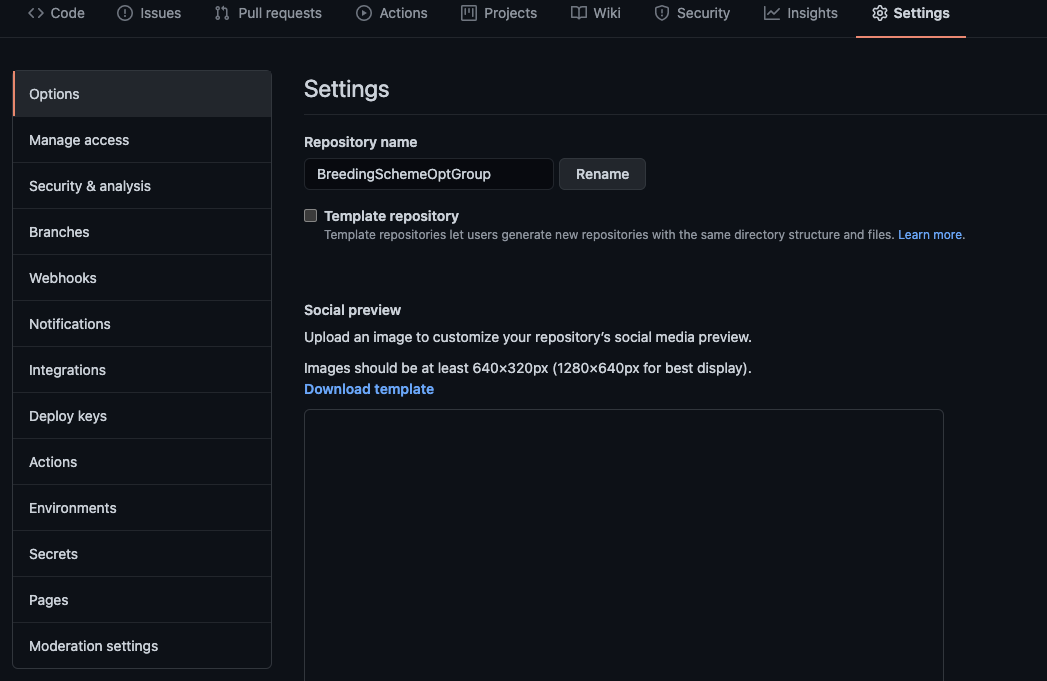 Code Issues Pull requests Actions Projects Wiki Security Insights Settings
Options
Manage access
Security & analysis
Branches
Webhooks
Notifications
Integrations
Deploy keys
Actions
Environments
Secrets
Pages
Moderation settings
Settings
Repository name
BreedingSchemeOptGroup Rename
Template repository
Template repositories let users generate new repositories with the same directory structure and files. Learn more.
Social preview
Upload an image to customize your repository’s social media preview.
Images should be at least 640×320px (1280×640px for best display).
Download template